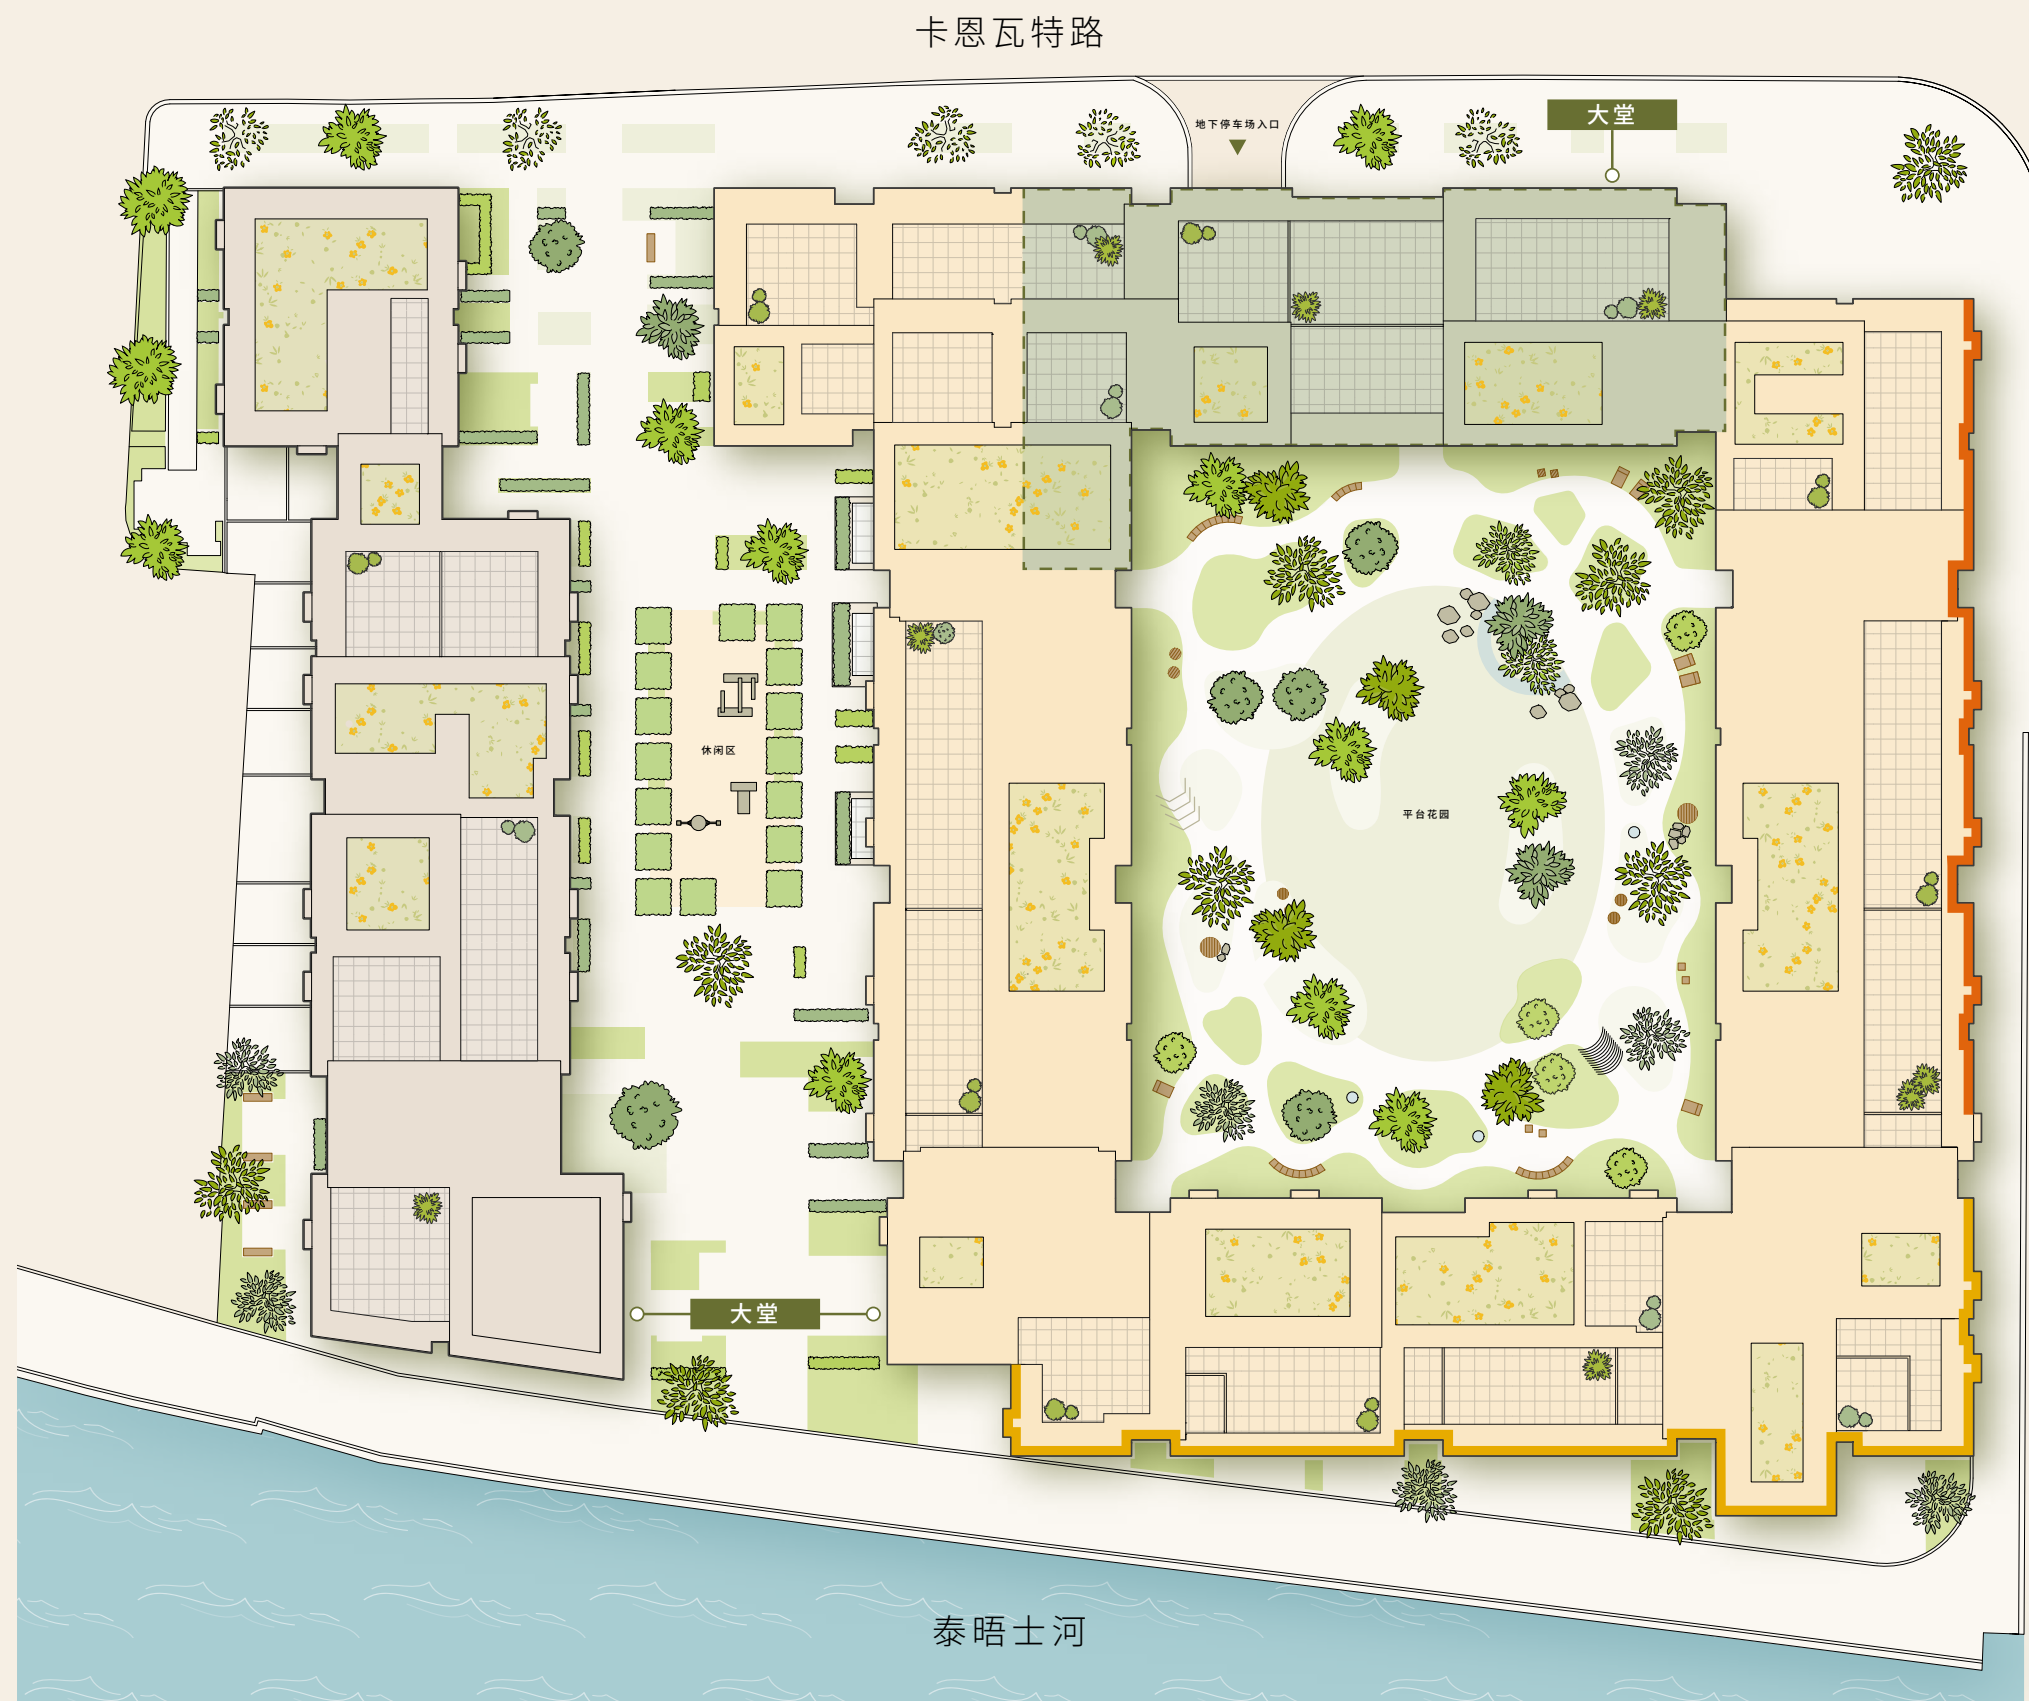 卡恩瓦特路
大堂
地下停车场入口
休闲区
平台花园
大堂
泰晤士河